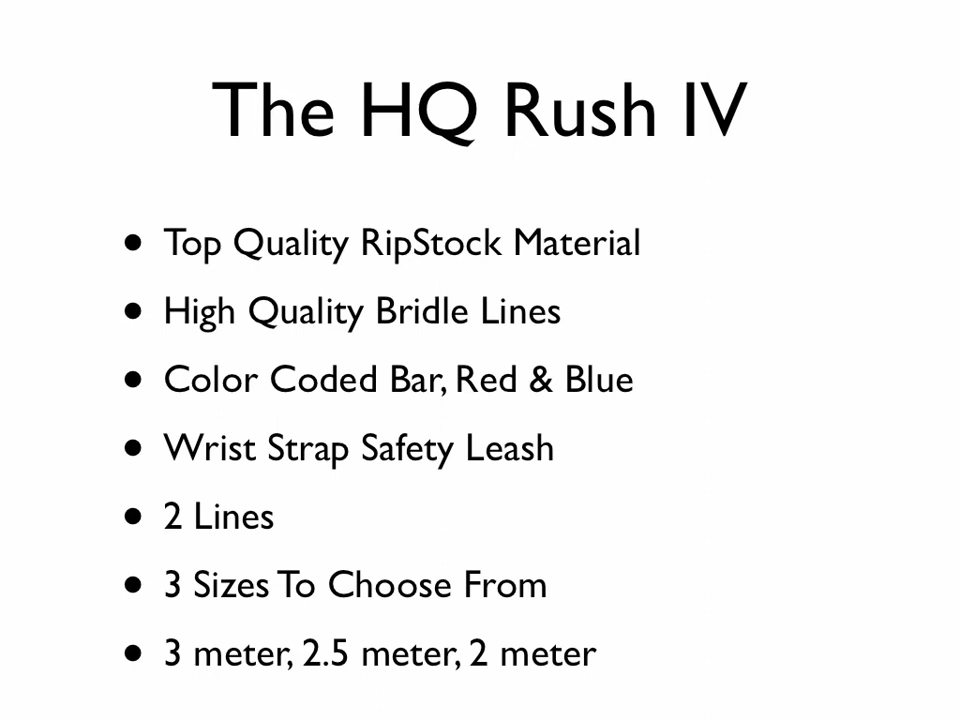 The HQ Rush IV
• Top Quality RipStock Material
• High Quality Bridle Lines
• Color Coded Bar, Red & Blue
• Wrist Strap Safety Leash
• 2 Lines
• 3 Sizes To Choose From
• 3 meter, 2.5 meter, 2 meter